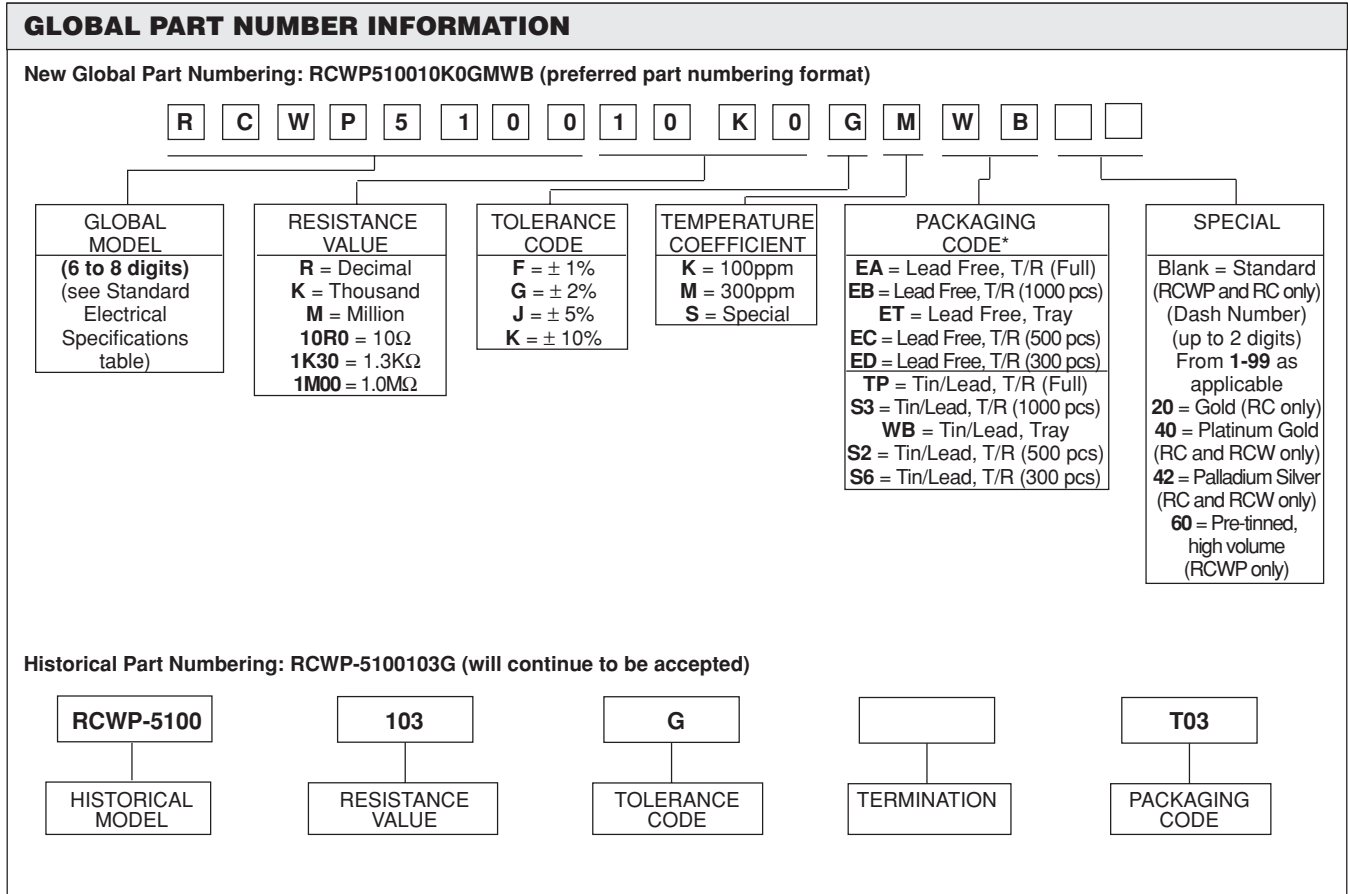 GLOBAL PART NUMBER INFORMATION
New Global Part Numbering: RCWP510010K0GMWB (preferred part numbering format)
R C W P 5 1 0 0 1 0 K 0 G M W B
GLOBAL
MODEL
(6 to 8 digits)
(see Standard
Electrical
Specifications
table)
RESISTANCE
VALUE
R = Decimal
K = Thousand
M = Million
10R0 = 10Ω
1K30 = 1.3KΩ
1M00 = 1.0MΩ
TOLERANCE
CODE
F = ± 1%
G = ± 2%
J = ± 5%
K = ± 10%
TEMPERATURE
COEFFICIENT
K = 100ppm
M = 300ppm
S = Special
PACKAGING
CODE*
EA = Lead Free, T/R (Full)
EB = Lead Free, T/R (1000 pcs)
ET = Lead Free, Tray
EC = Lead Free, T/R (500 pcs)
ED = Lead Free, T/R (300 pcs)
TP = Tin/Lead, T/R (Full)
S3 = Tin/Lead, T/R (1000 pcs)
WB = Tin/Lead, Tray
S2 = Tin/Lead, T/R (500 pcs)
S6 = Tin/Lead, T/R (300 pcs)
SPECIAL
Blank = Standard
(RCWP and RC only)
(Dash Number)
(up to 2 digits)
From 1-99 as
applicable
20 = Gold (RC only)
40 = Platinum Gold
(RC and RCW only)
42 = Palladium Silver
(RC and RCW only)
60 = Pre-tinned,
high volume
(RCWP only)
Historical Part Numbering: RCWP-5100103G (will continue to be accepted)
RCWP-5100 103 G T03
HISTORICAL
MODEL
RESISTANCE
VALUE
TOLERANCE
CODE
TERMINATION
PACKAGING
CODE